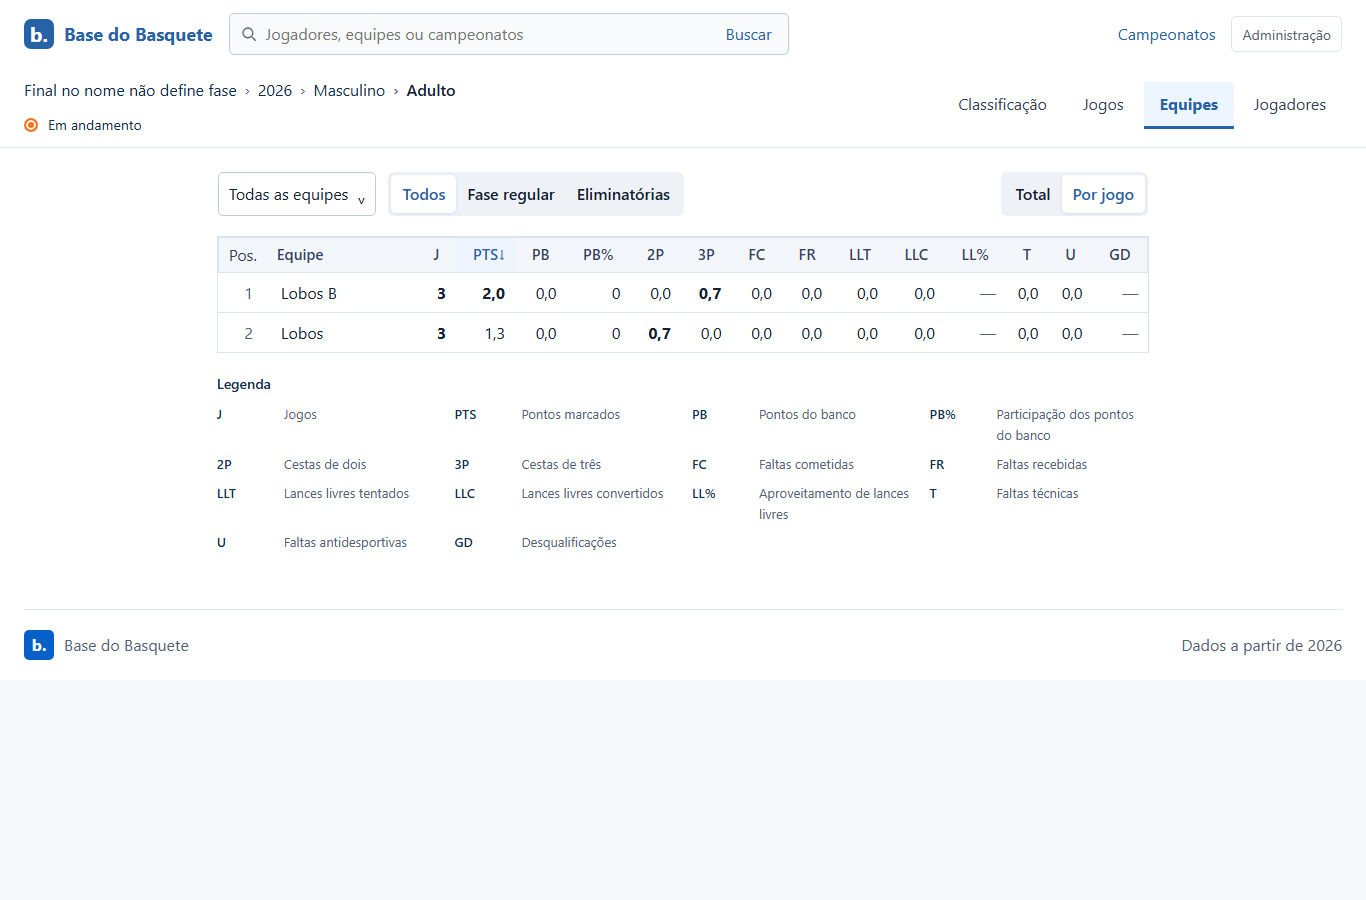 b. Base do Basquete Jogadores, equipes ou campeonatos Buscar Campeonatos Administração
Final no nome não define fase › 2026 › Masculino › Adulto
Em andamento
Classificação Jogos Equipes Jogadores
Todas as equipes Todos Fase regular Eliminatórias Total Por jogo
Pos. Equipe J PTS↓ PB PB% 2P 3P FC FR LLT LLC LL% T U GD
1 Lobos B 3 2,0 0,0 0 0,0 0,7 0,0 0,0 0,0 0,0 — 0,0 0,0 —
2 Lobos 3 1,3 0,0 0 0,7 0,0 0,0 0,0 0,0 0,0 — 0,0 0,0 —
Legenda
J Jogos PTS Pontos marcados PB Pontos do banco PB% Participação dos pontos
do banco
2P Cestas de dois 3P Cestas de três FC Faltas cometidas FR Faltas recebidas
LLT Lances livres tentados LLC Lances livres convertidos LL% Aproveitamento de lances T Faltas técnicas
livres
U Faltas antidesportivas GD Desqualificações
b. Base do Basquete Dados a partir de 2026